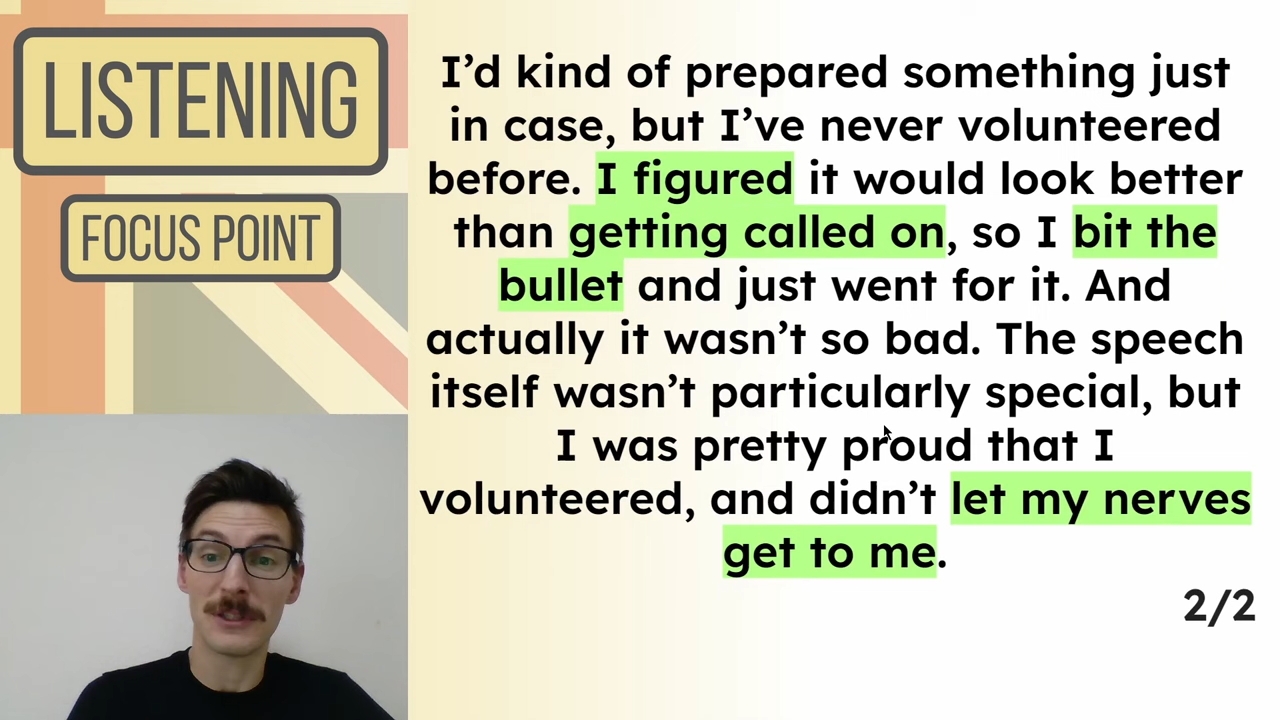 LISTENING
FOCUS POINT
I’d kind of prepared something just
in case, but I’ve never volunteered
before. I figured it would look better
than getting called on, so I bit the
bullet and just went for it. And
actually it wasn’t so bad. The speech
itself wasn’t particularly special, but
I was pretty proud that I
volunteered, and didn’t let my nerves
get to me.
2/2